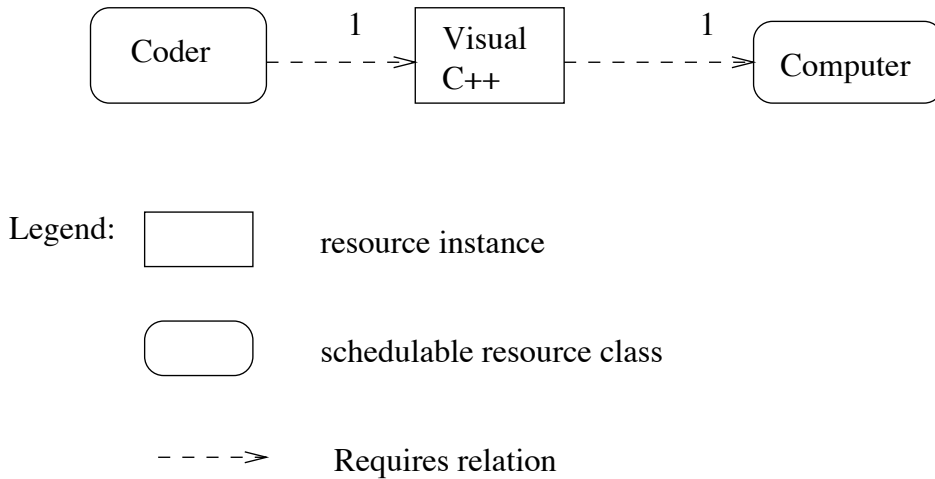 1
1
Coder
Visual
C++
Computer
Legend:
resource instance
schedulable resource class
Requires relation